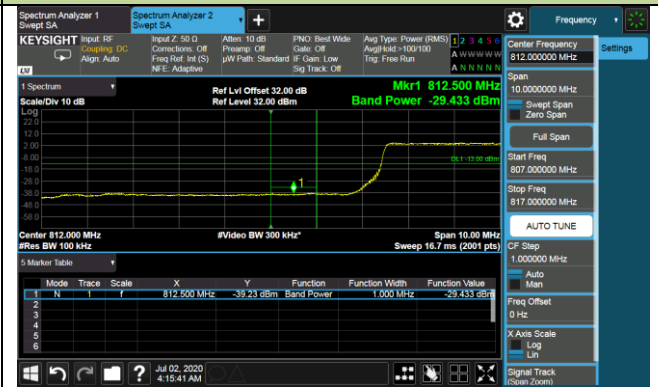 Spectrum Analyzer 1
Swept SA
Spectrum Analyzer 2
Swept SA
Frequency
KEYSIGHT
Input: RF
Coupling: DC
Align: Auto
Input Z: 50 Ω
Corrections: Off
Freq Ref: Int (S)
NFE: Adaptive
Atten: 10 dB
Preamp: Off
µW Path: Standard
PNO: Best Wide
Gate: Off
IF Gain: Low
Sig Track: Off
Avg Type: Power (RMS)
Avg|Hold:>100/100
Trig: Free Run
1 2 3 4 5 6
A W W W W W
A N N N N N
LXI
1 Spectrum
Scale/Div 10 dB
Ref Lvl Offset 32.00 dB
Ref Level 32.00 dBm
Mkr1 812.500 MHz
Band Power -29.433 dBm
Log
22.0
12.0
2.00
-8.00
-18.0
-28.0
-38.0
-48.0
-58.0
DL1 -13.00 dBm
1
Center 812.000 MHz
#Res BW 100 kHz
#Video BW 300 kHz*
Span 10.00 MHz
Sweep 16.7 ms (2001 pts)
5 Marker Table
Mode Trace Scale X Y Function Function Width Function Value
1 N 1 f 812.500 MHz -39.23 dBm Band Power 1.000 MHz -29.433 dBm
2
3
4
5
6
Jul 02, 2020
4:15:41 AM
Settings
Center Frequency
812.000000 MHz
Span
10.0000000 MHz
Swept Span
Zero Span
Full Span
Start Freq
807.000000 MHz
Stop Freq
817.000000 MHz
AUTO TUNE
CF Step
1.000000 MHz
Auto
Man
Freq Offset
0 Hz
X Axis Scale
Log
Lin
Signal Track
(Span Zoom)